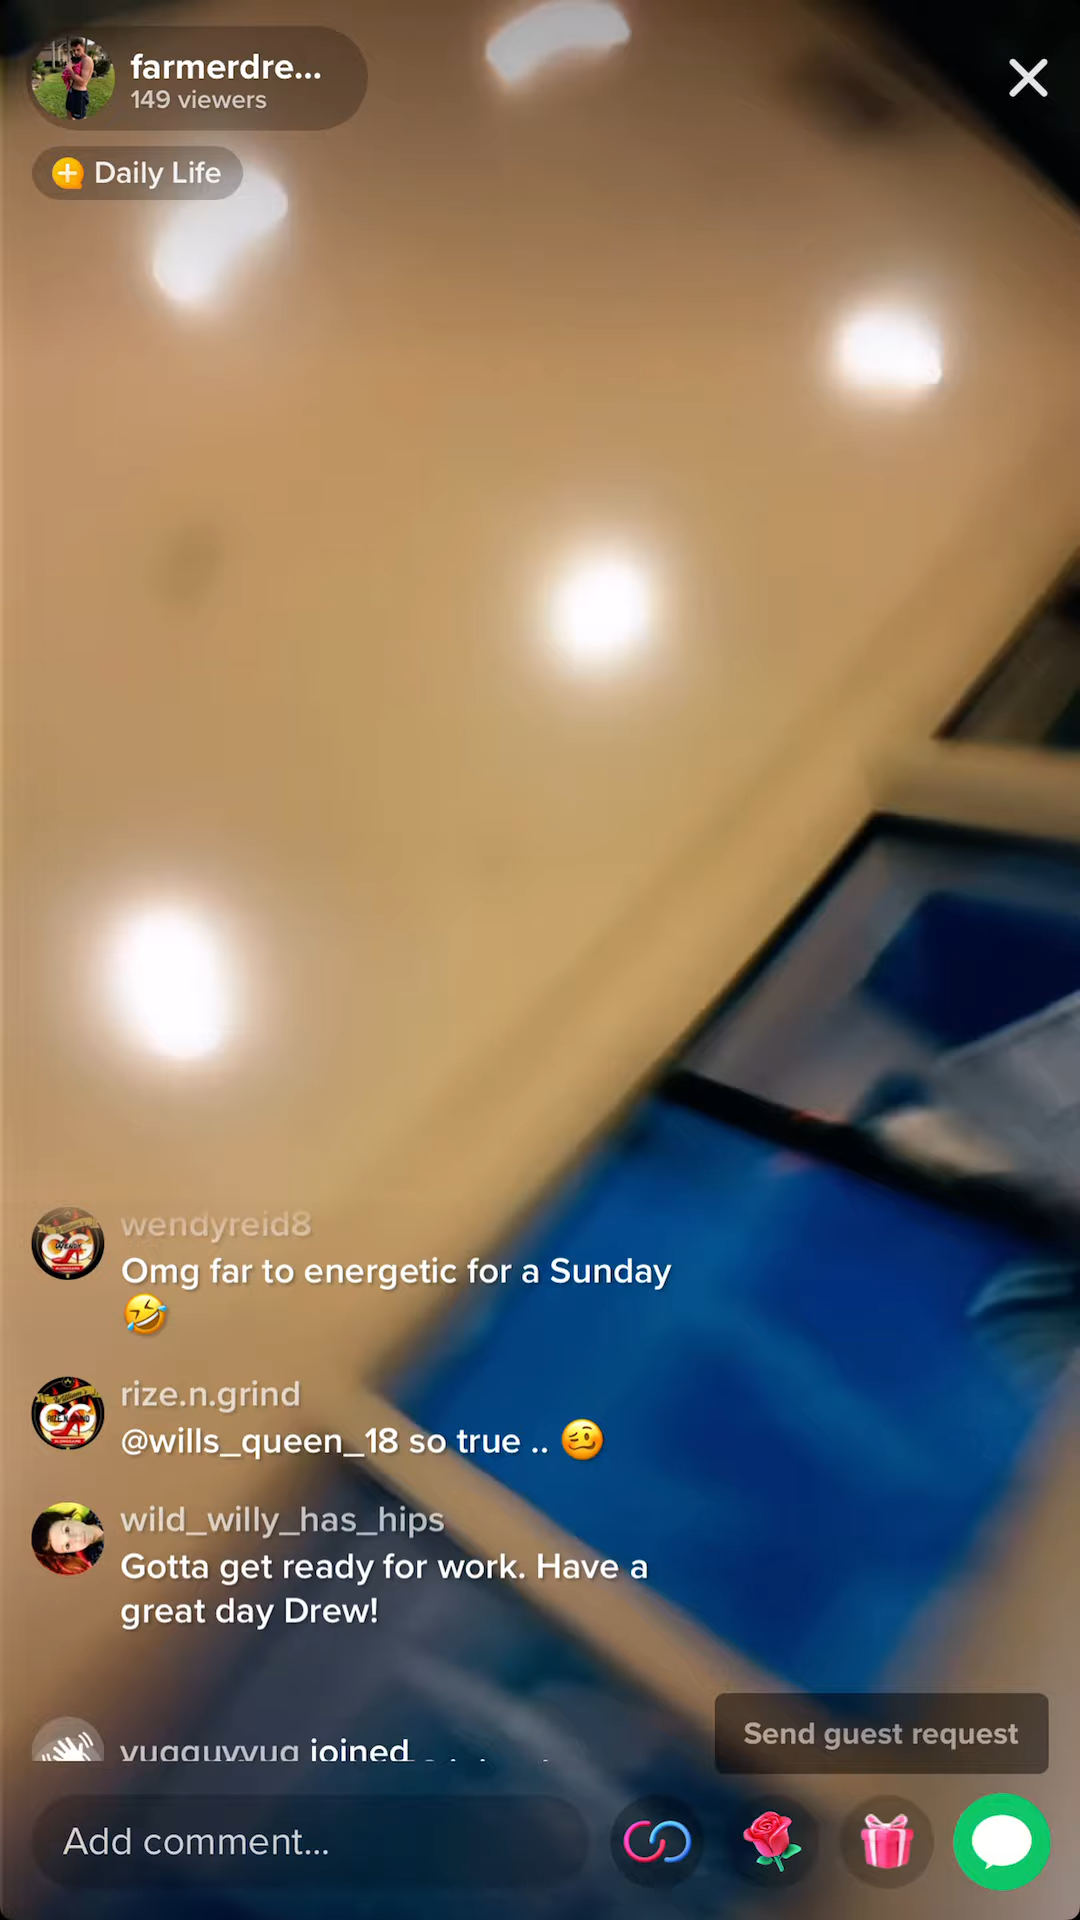 farmerdre...
149 viewers
Daily Life
wendyreid8
Omg far to energetic for a Sunday
🤣
rize.n.grind
@wills_queen_18 so true .. 🥴
wild_willy_has_hips
Gotta get ready for work. Have a
great day Drew!
joined
Send guest request
Add comment...